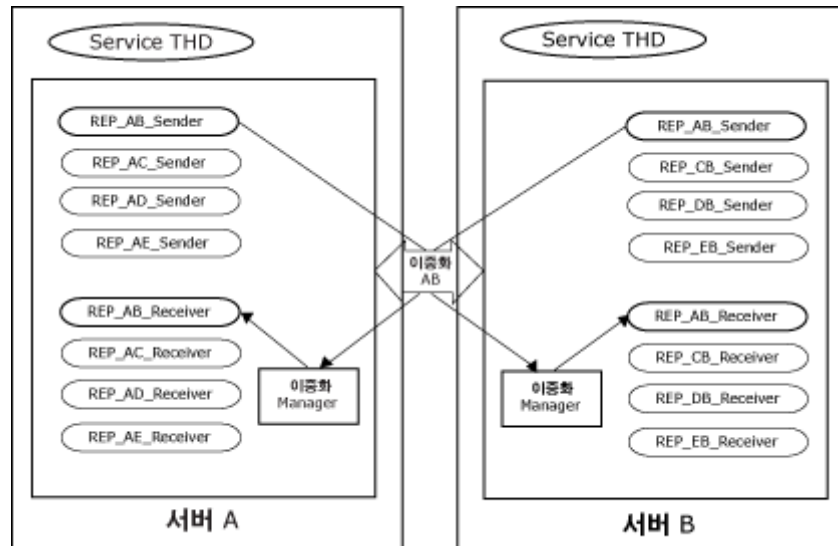 Service THD
REP_AB_Sender
REP_AC_Sender
REP_AD_Sender
REP_AE_Sender
REP_AB_Receiver
REP_AC_Receiver
REP_AD_Receiver
REP_AE_Receiver
이중화
Manager
서버 A
이중화
AB
Service THD
REP_AB_Sender
REP_CB_Sender
REP_DB_Sender
REP_EB_Sender
REP_AB_Receiver
REP_CB_Receiver
REP_DB_Receiver
REP_EB_Receiver
이중화
Manager
서버 B